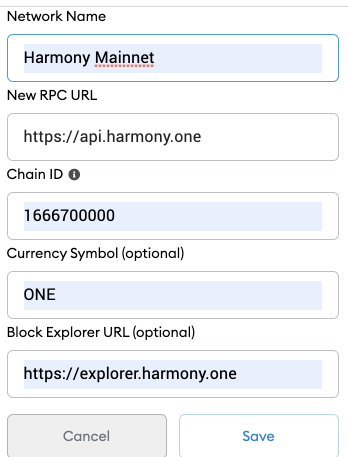 Network Name
Harmony Mainnet
New RPC URL
https://api.harmony.one
Chain ID
1666700000
Currency Symbol (optional)
ONE
Block Explorer URL (optional)
https://explorer.harmony.one
Cancel Save